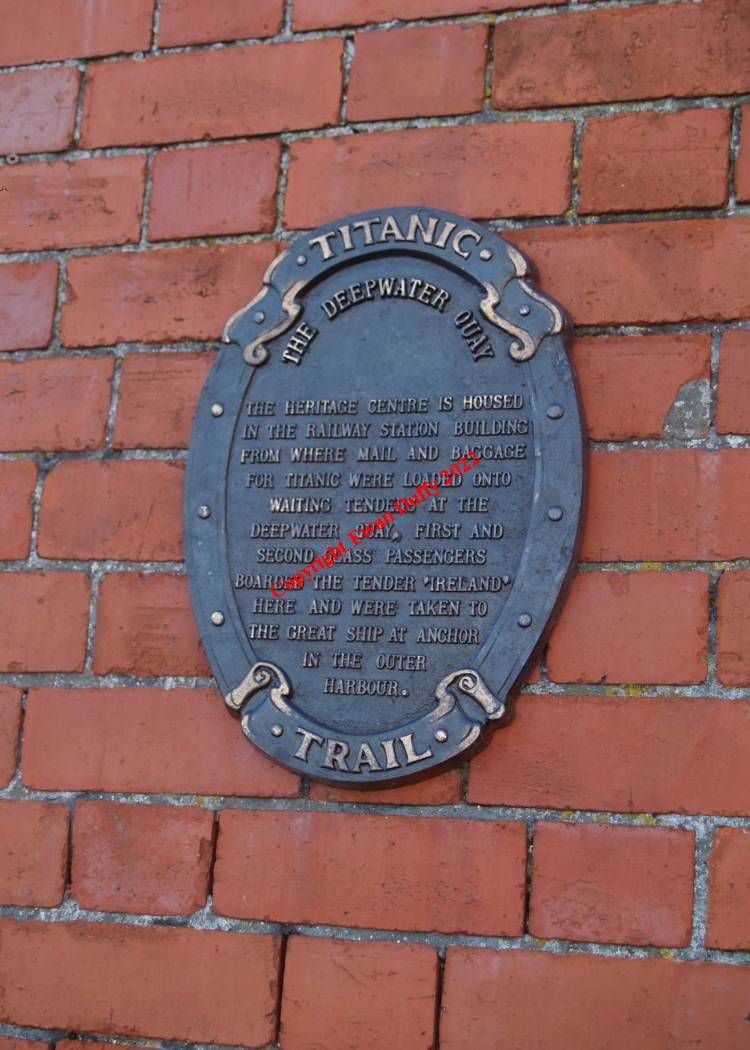 TITANIC
THE DEEPWATER QUAY
THE HERITAGE CENTRE IS HOUSED
IN THE RAILWAY STATION BUILDING
FROM WHERE MAIL AND BAGGAGE
FOR TITANIC WERE LOADED ONTO
WAITING TENDERS AT THE
DEEPWATER QUAY, FIRST AND
SECOND CLASS PASSENGERS
BOARDED THE TENDER 'IRELAND'
HERE AND WERE TAKEN TO
THE GREAT SHIP AT ANCHOR
IN THE OUTER
HARBOUR.
TRAIL
Copyright Ewan Duffy 2022